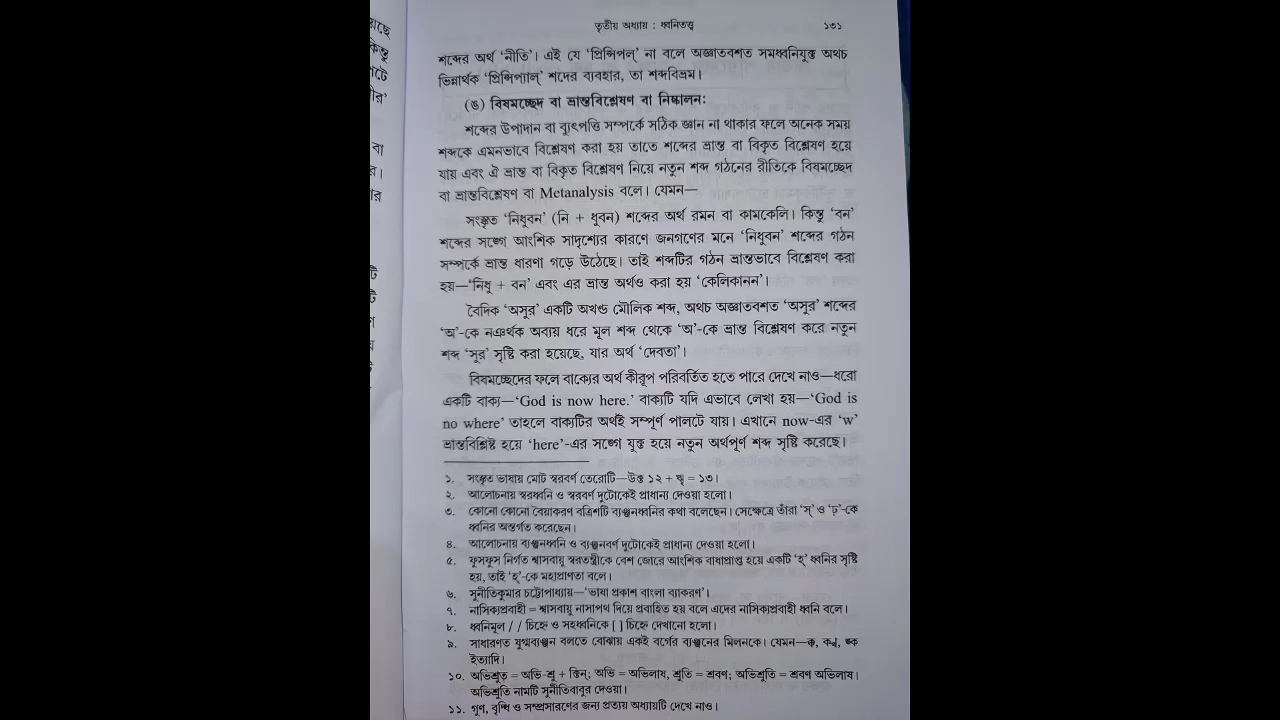 তৃতীয় অধ্যায় : ধ্বনিতত্ত্ব ১৩১
শব্দের অর্থ ‘নীতি’। এই যে ‘প্রিন্সিপল্’ না বলে অজ্ঞাতবশত সমধ্বনিযুক্ত অথচ
ভিন্নার্থক ‘প্রিন্সিপ্যাল্’ শব্দের ব্যবহার, তা শব্দবিভ্রম।
(ঙ) বিষমচ্ছেদ বা ভ্রান্তবিশ্লেষণ বা নিষ্কালন:
শব্দের উপাদান বা ব্যুৎপত্তি সম্পর্কে সঠিক জ্ঞান না থাকার ফলে অনেক সময়
শব্দকে এমনভাবে বিশ্লেষণ করা হয় তাতে শব্দের ভ্রান্ত বা বিকৃত বিশ্লেষণ হয়ে
যায় এবং ঐ ভ্রান্ত বা বিকৃত বিশ্লেষণ নিয়ে নতুন শব্দ গঠনের রীতিকে বিষমচ্ছেদ
বা ভ্রান্তবিশ্লেষণ বা Metanalysis বলে। যেমন—
সংস্কৃত ‘নিধুবন’ (নি + ধুবন) শব্দের অর্থ রমন বা কামকেলি। কিন্তু ‘বন’
শব্দের সঙ্গে আংশিক সাদৃশ্যের কারণে জনগণের মনে ‘নিধুবন’ শব্দের গঠন
সম্পর্কে ভ্রান্ত ধারণা গড়ে উঠেছে। তাই শব্দটির গঠন ভ্রান্তভাবে বিশ্লেষণ করা
হয়—‘নিধু + বন’ এবং এর ভ্রান্ত অর্থও করা হয় ‘কেলিকানন’।
বৈদিক ‘অসুর’ একটি অখন্ড মৌলিক শব্দ, অথচ অজ্ঞাতবশত ‘অসুর’ শব্দের
‘অ’-কে নঞর্থক অব্যয় ধরে মূল শব্দ থেকে ‘অ’-কে ভ্রান্ত বিশ্লেষণ করে নতুন
শব্দ ‘সুর’ সৃষ্টি করা হয়েছে, যার অর্থ ‘দেবতা’।
বিষমচ্ছেদের ফলে বাক্যের অর্থ কীরূপ পরিবর্তিত হতে পারে দেখে নাও—ধরো
একটি বাক্য—‘God is now here.’ বাক্যটি যদি এভাবে লেখা হয়—‘God is
no where’ তাহলে বাক্যটির অর্থই সম্পূর্ণ পালটে যায়। এখানে now-এর ‘w’
ভ্রান্তবিশ্লিষ্ট হয়ে ‘here’-এর সঙ্গে যুক্ত হয়ে নতুন অর্থপূর্ণ শব্দ সৃষ্টি করেছে।
১. সংস্কৃত ভাষায় মোট স্বরবর্ণ তেরোটি—উক্ত ১২ + ৠ = ১৩।
২. আলোচনায় স্বরধ্বনি ও স্বরবর্ণ দুটোকেই প্রাধান্য দেওয়া হলো।
৩. কোনো কোনো বৈয়াকরণ বত্রিশটি ব্যঞ্জনধ্বনির কথা বলেছেন। সেক্ষেত্রে তাঁরা ‘স্’ ও ‘ঢ়্’-কে
ধ্বনির অন্তর্গত করেছেন।
৪. আলোচনায় ব্যঞ্জনধ্বনি ও ব্যঞ্জনবর্ণ দুটোকেই প্রাধান্য দেওয়া হলো।
৫. ফুসফুস নির্গত শ্বাসবায়ু স্বরতন্ত্রীকে বেশ জোরে আংশিক বাধাপ্রাপ্ত হয়ে একটি ‘হ্’ ধ্বনির সৃষ্টি
হয়, তাই ‘হ্’-কে মহাপ্রাণতা বলে।
৬. সুনীতিকুমার চট্টোপাধ্যায়—‘ভাষা প্রকাশ বাংলা ব্যাকরণ’।
৭. নাসিক্যপ্রবাহী = শ্বাসবায়ু নাসাপথ দিয়ে প্রবাহিত হয় বলে এদের নাসিক্যপ্রবাহী ধ্বনি বলে।
৮. ধ্বনিমূল / / চিহ্নে ও সহধ্বনিকে [ ] চিহ্নে দেখানো হলো।
৯. সাধারণত যুগ্মব্যঞ্জন বলতে বোঝায় একই বর্গের ব্যঞ্জনের মিলনকে। যেমন—ক্ক,
ইত্যাদি।
১০. অভিশ্রুত = অভি-শ্রু + ক্তিন্; অভি = অভিলাষ, শ্রুতি = শ্রবণ; অভিশ্রুতি = শ্রবণ অভিলাষ।
অভিশ্রুতি নামটি সুনীতিবাবুর দেওয়া।
১১. গুণ, বৃদ্ধি ও সম্প্রসারণের জন্য প্রত্যয় অধ্যায়টি দেখে নাও।